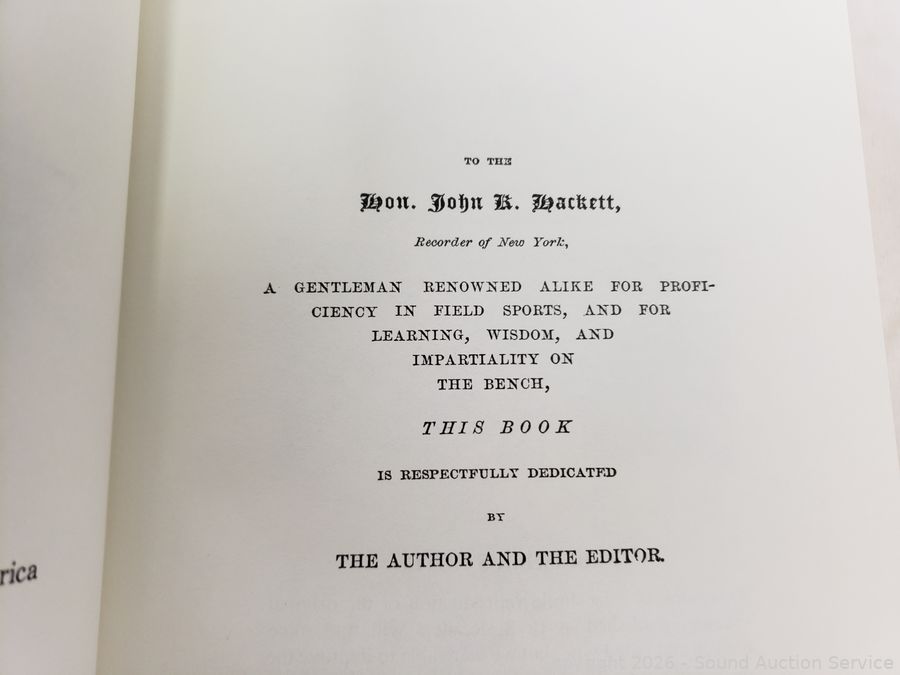 TO THE
Hon. John K. Hackett,
Recorder of New York,
A GENTLEMAN RENOWNED ALIKE FOR PROFI-
CIENCY IN FIELD SPORTS, AND FOR
LEARNING, WISDOM, AND
IMPARTIALITY ON
THE BENCH,
THIS BOOK
IS RESPECTFULLY DEDICATED
BY
THE AUTHOR AND THE EDITOR.
rica
Copyright 2026 - Sound Auction Service